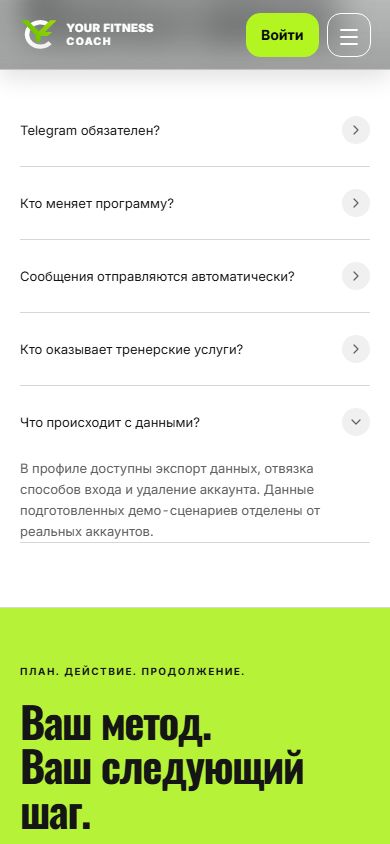 YOUR FITNESS
COACH
Войти
Telegram обязателен?
Кто меняет программу?
Сообщения отправляются автоматически?
Кто оказывает тренерские услуги?
Что происходит с данными?
В профиле доступны экспорт данных, отвязка
способов входа и удаление аккаунта. Данные
подготовленных демо-сценариев отделены от
реальных аккаунтов.
ПЛАН. ДЕЙСТВИЕ. ПРОДОЛЖЕНИЕ.
Ваш метод.
Ваш следующий
шаг.